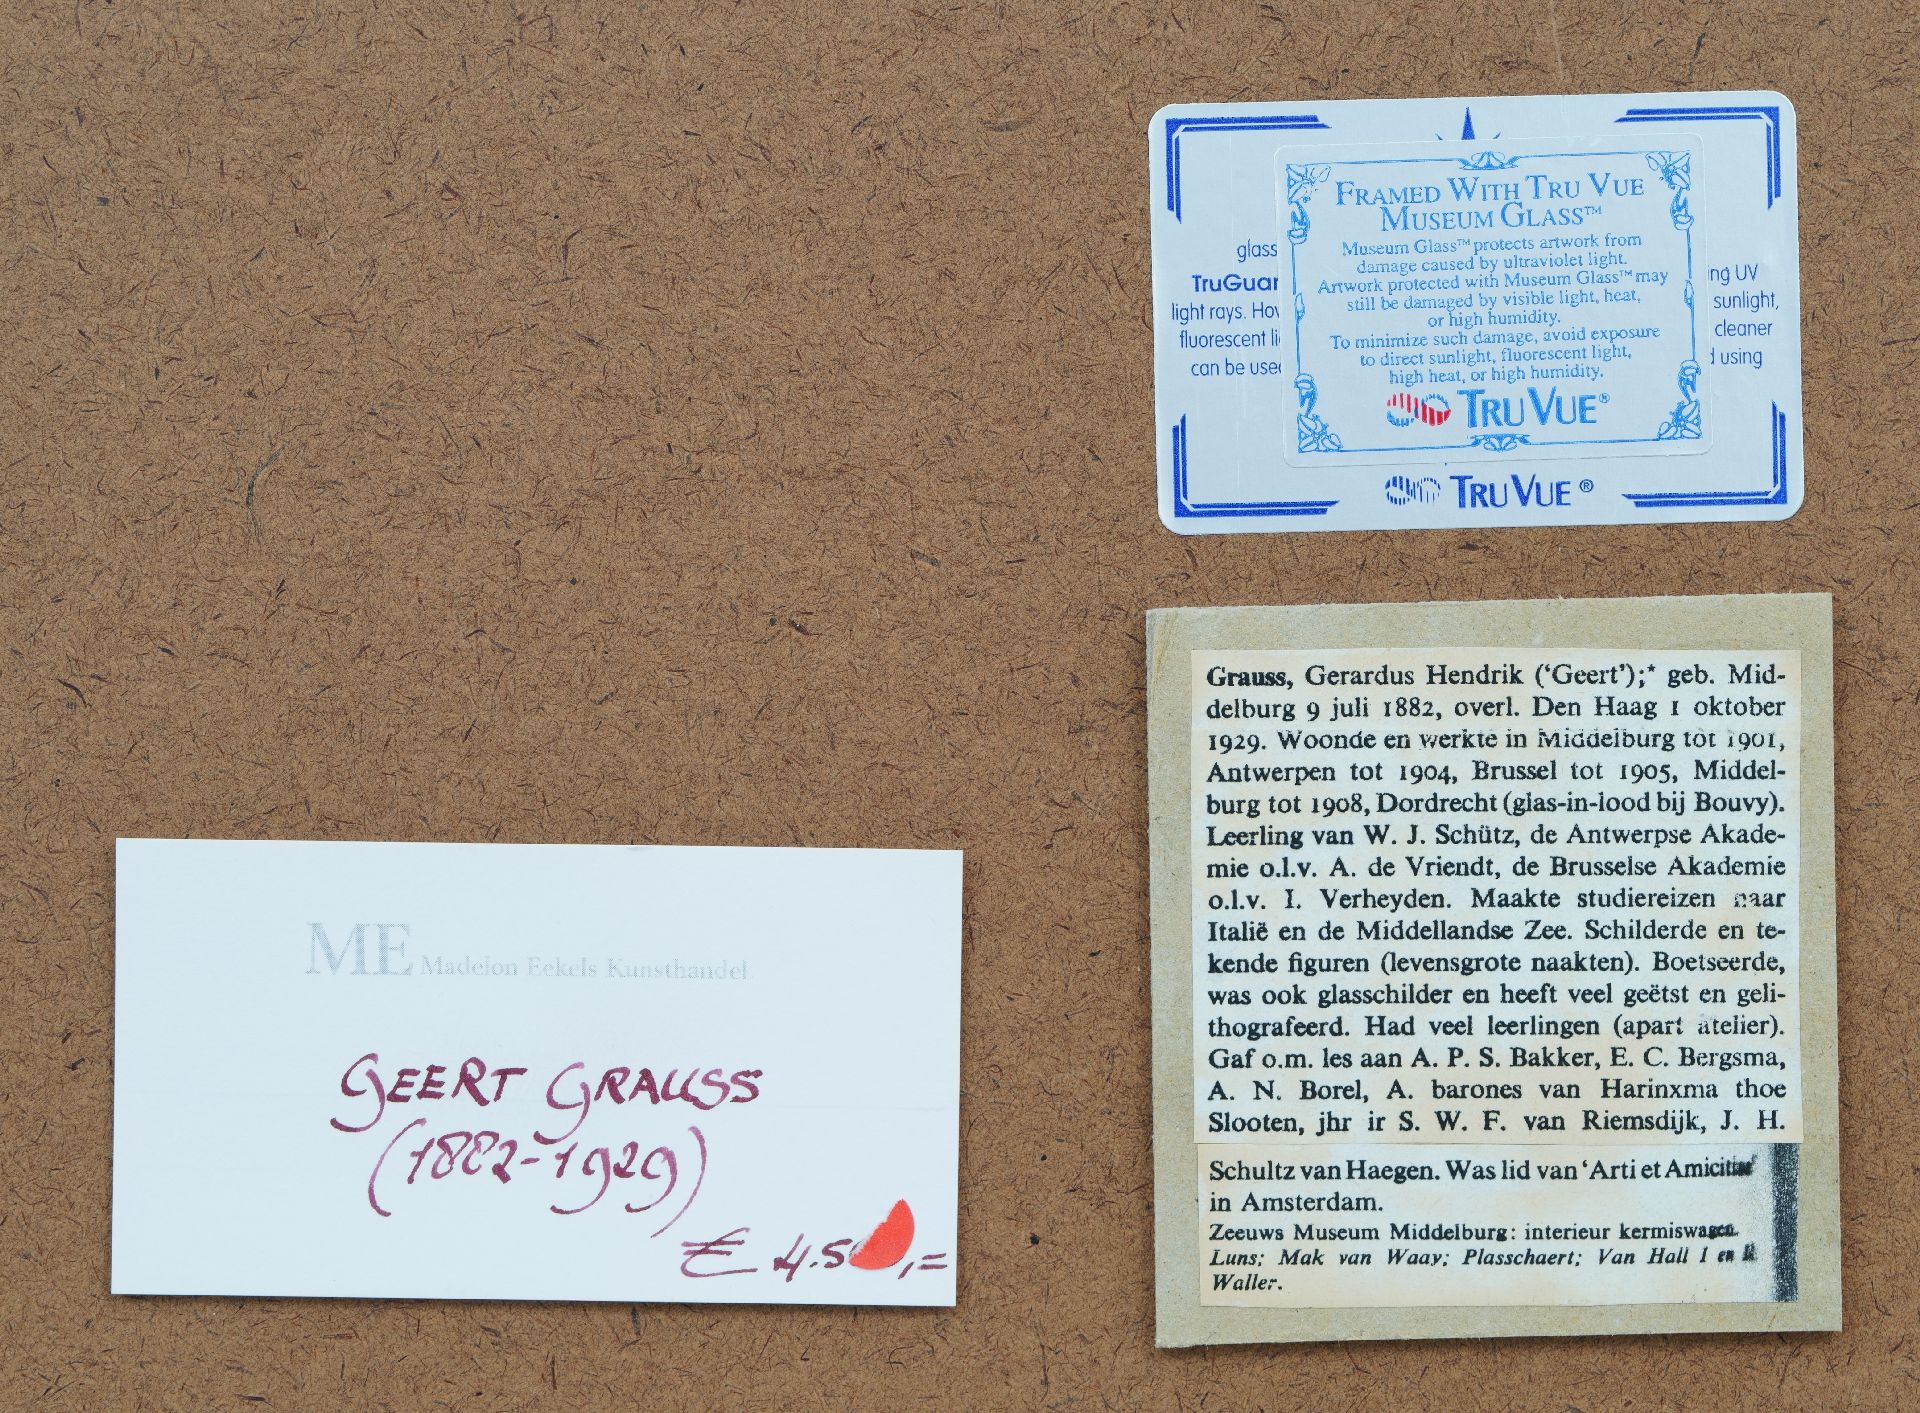 FRAMED WITH TRU VUE
MUSEUM GLASS™
Museum Glass™ protects artwork from
damage caused by ultraviolet light.
Artwork protected with Museum Glass™ may
still be damaged by visible light, heat,
or high humidity.
To minimize such damage, avoid exposure
to direct sunlight, fluorescent light,
high heat, or high humidity.
TRU VUE®
glass
TruGuar
light rays. Hov
fluorescent li
can be used
ng UV
sunlight,
cleaner
using
TRU VUE®
Grauss, Gerardus Hendrik (‘Geert’);* geb. Mid-
delburg 9 juli 1882, overl. Den Haag 1 oktober
1929. Woonde en werkte in Middelburg tot 1901,
Antwerpen tot 1904, Brussel tot 1905, Middel-
burg tot 1908, Dordrecht (glas-in-lood bij Bouvy).
Leerling van W. J. Schütz, de Antwerpse Akade-
mie o.l.v. A. de Vriendt, de Brusselse Akademie
o.l.v. I. Verheyden. Maakte studiereizen naar
Italië en de Middellandse Zee. Schilderde en te-
kende figuren (levensgrote naakten). Boetseerde,
was ook glasschilder en heeft veel geëtst en geli-
thografeerd. Had veel leerlingen (apart atelier).
Gaf o.m. les aan A. P. S. Bakker, E. C. Bergsma,
A. N. Borel, A. barones van Harinxma thoe
Slooten, jhr ir S. W. F. van Riemsdijk, J. H.
Schultz van Haegen. Was lid van ‘Arti et Amicitiae’
in Amsterdam.
Zeeuws Museum Middelburg: interieur kermiswagen.
Luns; Mak van Waay; Plasschaert; Van Hall I en II
Waller.
ME Madelon Eekels Kunsthandel
GEERT GRAUSS
(1882-1929)
€ 4.5 ,=